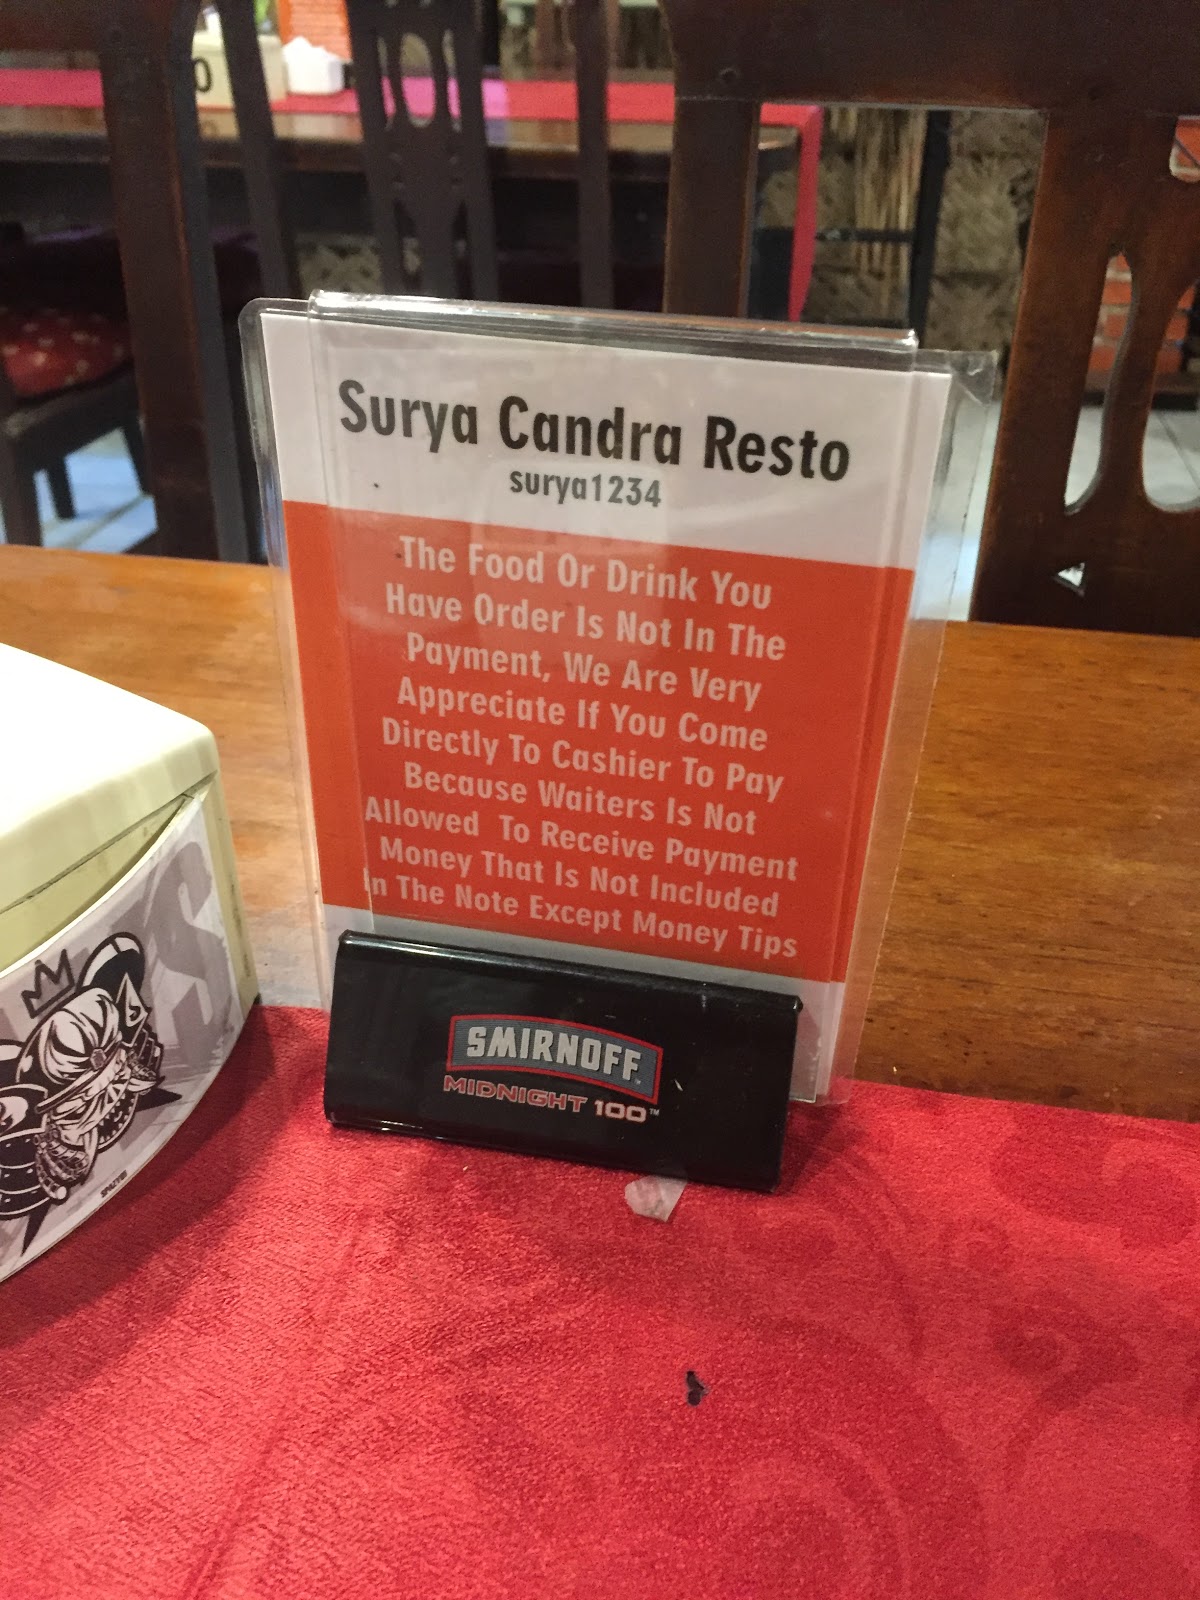 Surya Candra Resto
surya1234
The Food Or Drink You
Have Order Is Not In The
Payment, We Are Very
Appreciate If You Come
Directly To Cashier To Pay
Because Waiters Is Not
Allowed To Receive Payment
Money That Is Not Included
In The Note Except Money Tips
SMIRNOFF
MIDNIGHT 100™